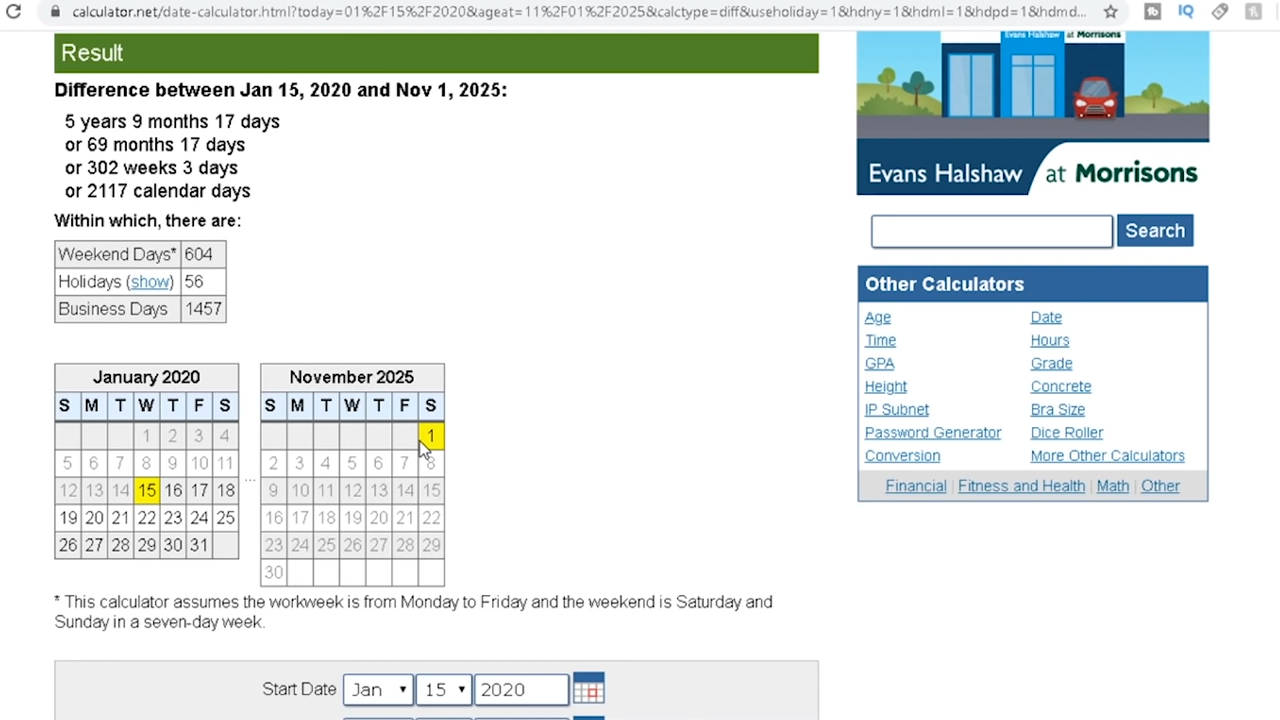 calculator.net/date-calculator.html?today=01%2F15%2F2020&ageat=11%2F01%2F2025&calctype=diff&useholiday=1&hdny=1&hdml=1&hdpd=1&hdmd...
IQ
Result
Difference between Jan 15, 2020 and Nov 1, 2025:
5 years 9 months 17 days
or 69 months 17 days
or 302 weeks 3 days
or 2117 calendar days
Within which, there are:
Weekend Days* 604
Holidays (show) 56
Business Days 1457
January 2020
S M T W T F S
1 2 3 4
5 6 7 8 9 10 11
12 13 14 15 16 17 18
19 20 21 22 23 24 25
26 27 28 29 30 31
...
November 2025
S M T W T F S
1
2 3 4 5 6 7 8
9 10 11 12 13 14 15
16 17 18 19 20 21 22
23 24 25 26 27 28 29
30
* This calculator assumes the workweek is from Monday to Friday and the weekend is Saturday and
Sunday in a seven-day week.
Start Date Jan 15 2020
Evans Halshaw at Morrisons
Evans Halshaw at Morrisons
Search
Other Calculators
Age Date
Time Hours
GPA Grade
Height Concrete
IP Subnet Bra Size
Password Generator Dice Roller
Conversion More Other Calculators
Financial | Fitness and Health | Math | Other